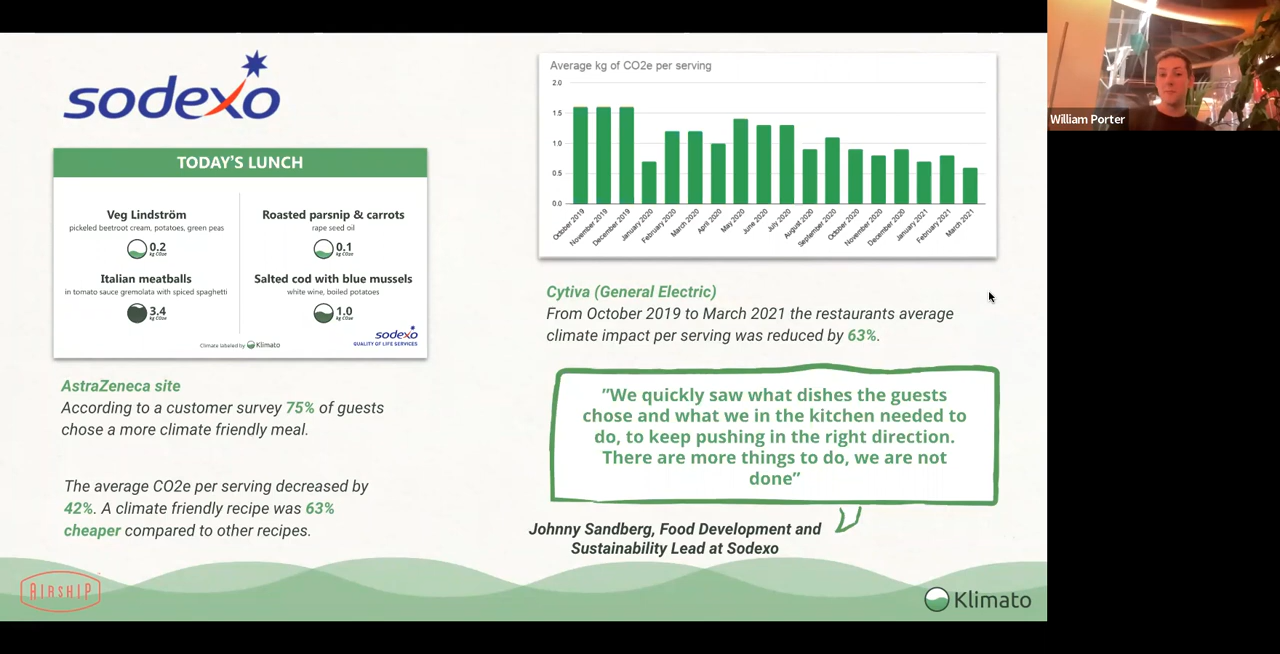 sodexo
TODAY'S LUNCH
Veg Lindström
pickeled beetroot cream, potatoes, green peas
0.2
kg CO2e
Roasted parsnip & carrots
rape seed oil
0.1
kg CO2e
Italian meatballs
in tomato sauce gremolata with spiced spaghetti
3.4
kg CO2e
Salted cod with blue mussels
white wine, boiled potatoes
1.0
kg CO2e
Climate labeled by Klimato
sodexo
QUALITY OF LIFE SERVICES
AstraZeneca site
According to a customer survey 75% of guests
chose a more climate friendly meal.
The average CO2e per serving decreased by
42%. A climate friendly recipe was 63%
cheaper compared to other recipes.
Average kg of CO2e per serving
2.0
1.5
1.0
0.5
0.0
October 2019
November 2019
December 2019
January 2020
February 2020
March 2020
April 2020
May 2020
June 2020
July 2020
August 2020
September 2020
October 2020
November 2020
December 2020
January 2021
February 2021
March 2021
Cytiva (General Electric)
From October 2019 to March 2021 the restaurants average
climate impact per serving was reduced by 63%.
”We quickly saw what dishes the guests
chose and what we in the kitchen needed to
do, to keep pushing in the right direction.
There are more things to do, we are not
done”
Johnny Sandberg, Food Development and
Sustainability Lead at Sodexo
AIRSHIP
Klimato
William Porter